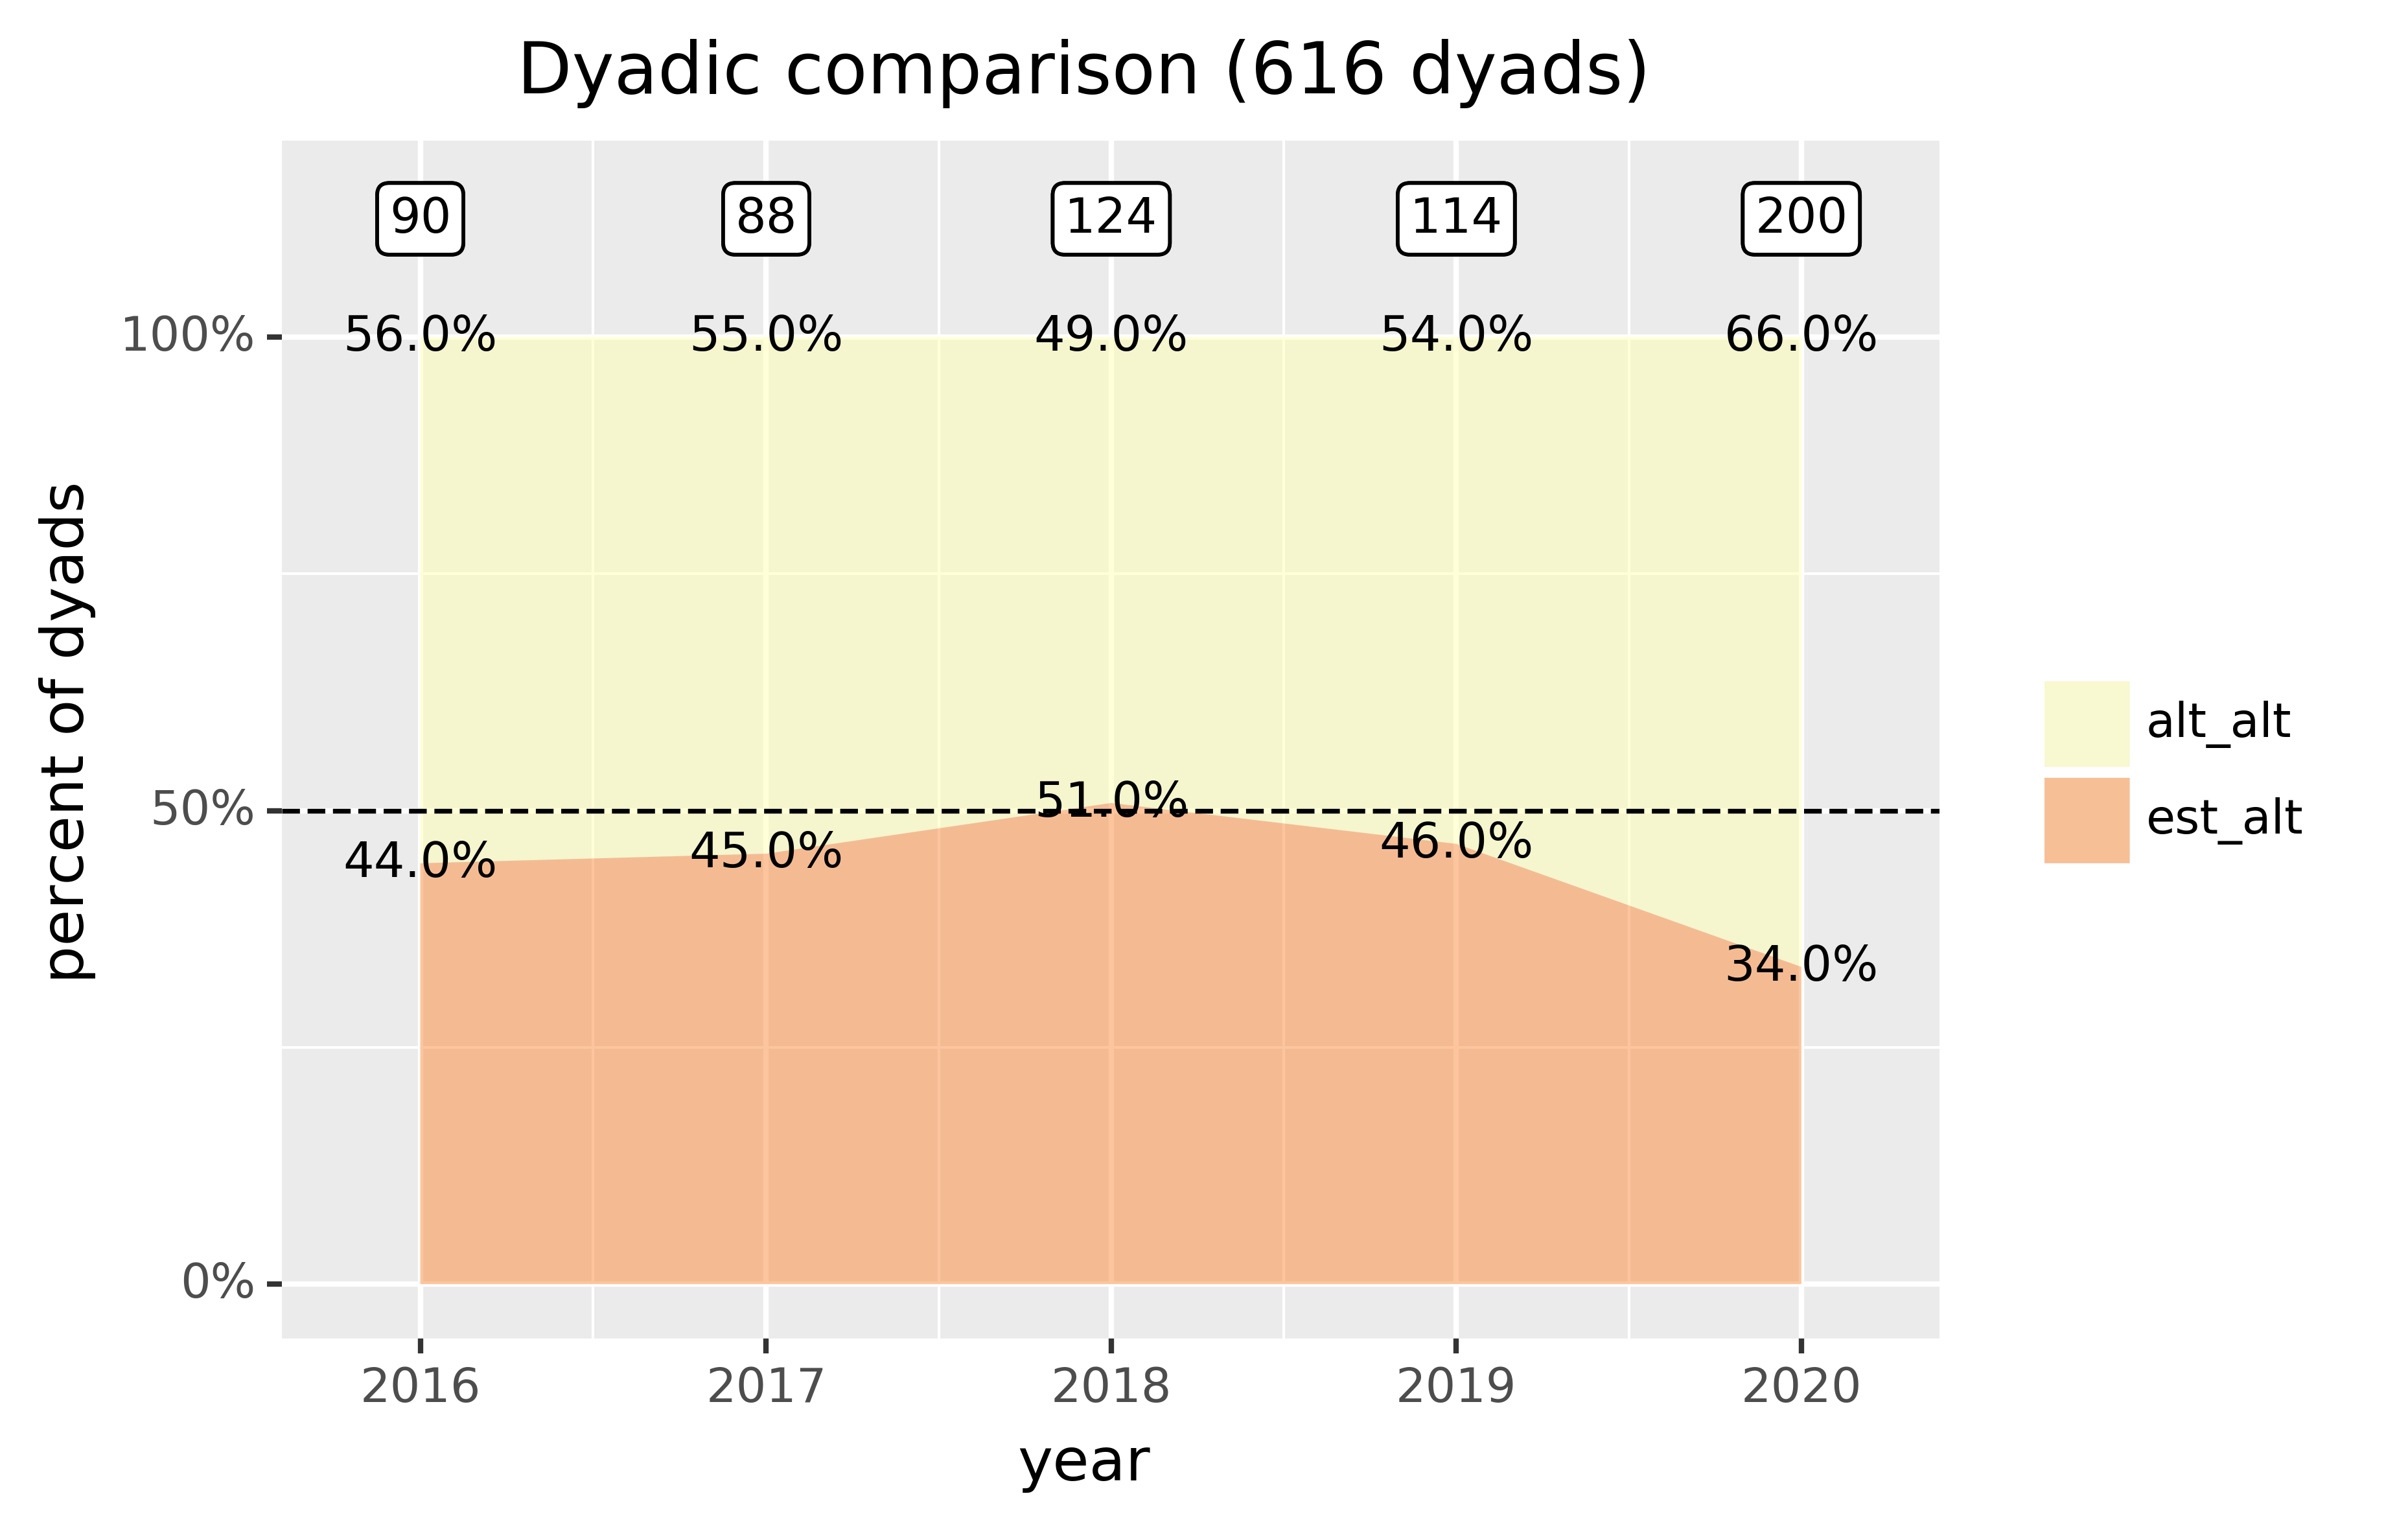 Dyadic comparison (616 dyads)
90 88 124 114 200
100% 56.0% 55.0% 49.0% 54.0% 66.0%
percent of dyads
alt_alt
50% 51.0%
est_alt
44.0% 45.0% 46.0%
34.0%
0%
2016 2017 2018 2019 2020
year